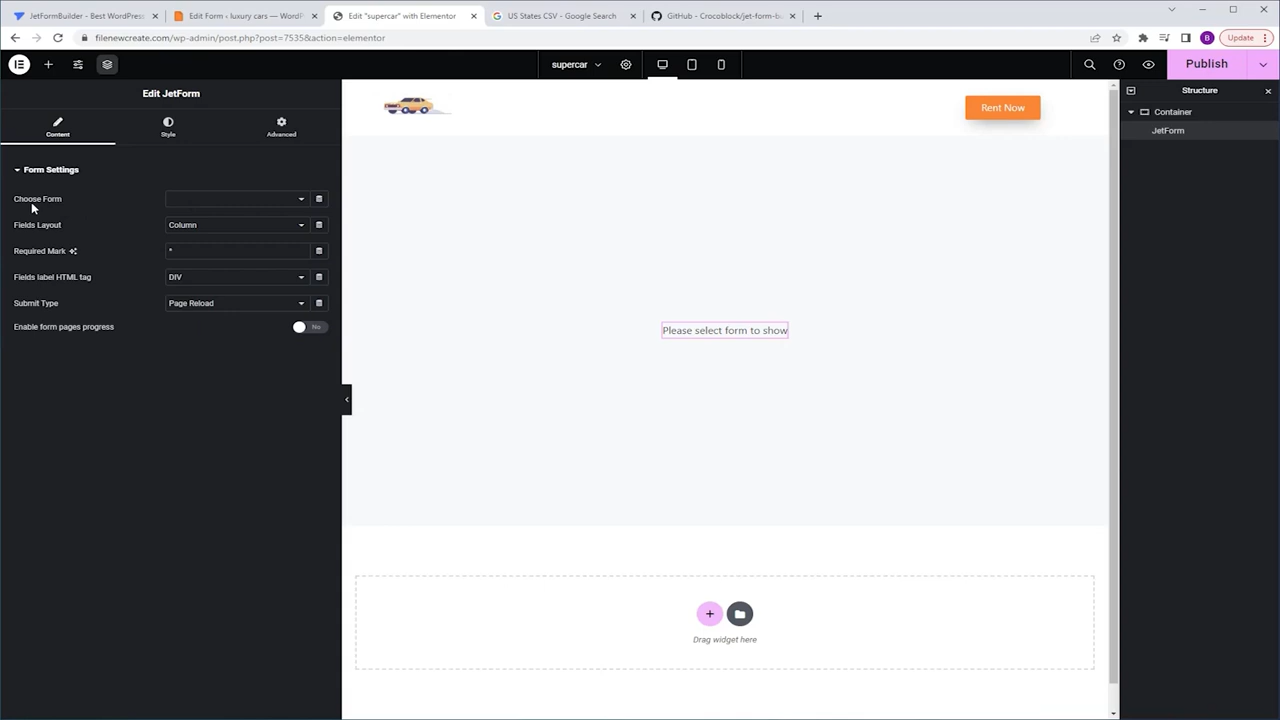 JetFormBuilder - Best WordPress
Edit Form ‹ luxury cars — WordP
Edit "supercar" with Elementor
US States CSV - Google Search
GitHub - Crocoblock/jet-form-bu
filenewcreate.com/wp-admin/post.php?post=7535&action=elementor
B
Update
supercar
Publish
Edit JetForm
Content
Style
Advanced
Form Settings
Choose Form
Fields Layout
Column
Required Mark
*
Fields label HTML tag
DIV
Submit Type
Page Reload
Enable form pages progress
No
Rent Now
Please select form to show
Drag widget here
Structure
Container
JetForm